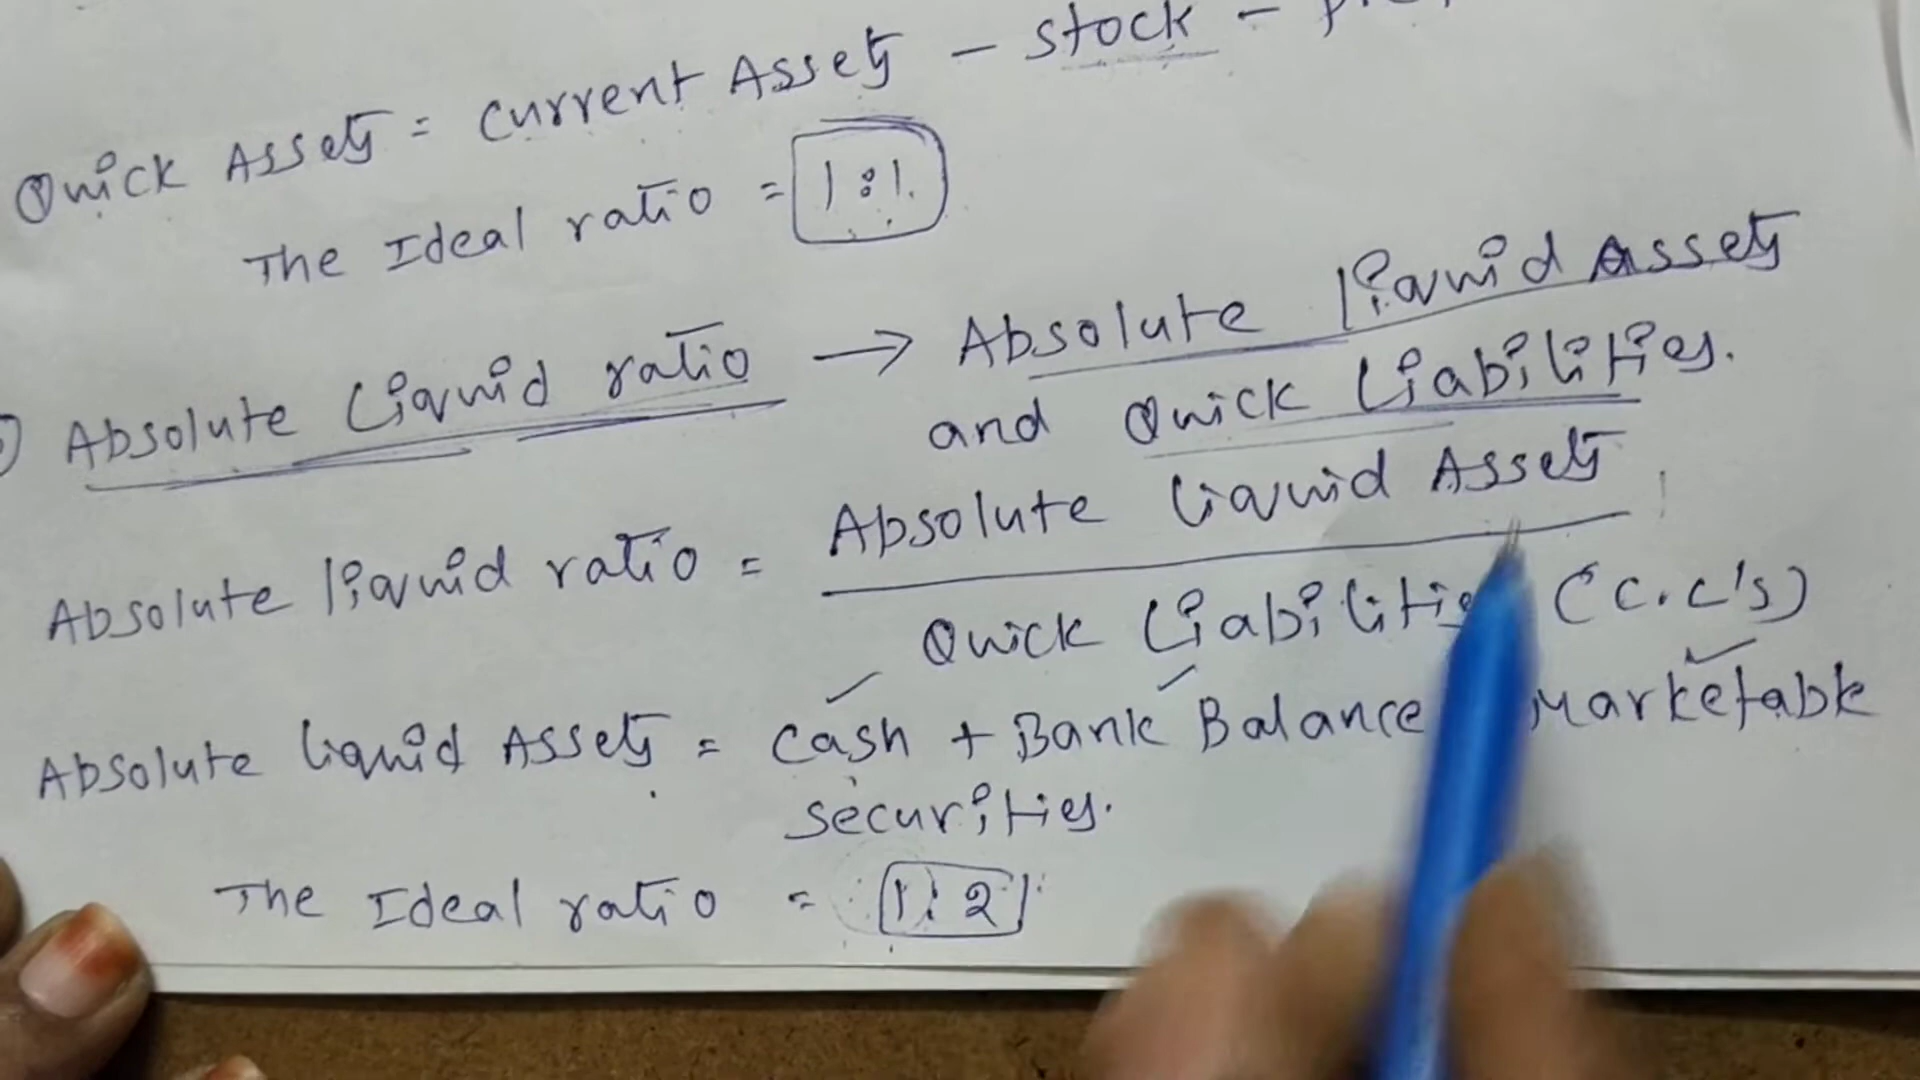 Quick Assets = Current Assets - Stock -
The Ideal ratio = 1:1.
Absolute Liquid ratio → Absolute liquid Assets
and Quick Liabilities.
Absolute liquid ratio = Absolute Liquid Assets
Quick Liabilities (C.C's)
Absolute liquid Assets = Cash + Bank Balance Marketable
securities.
The Ideal ratio = 1:2